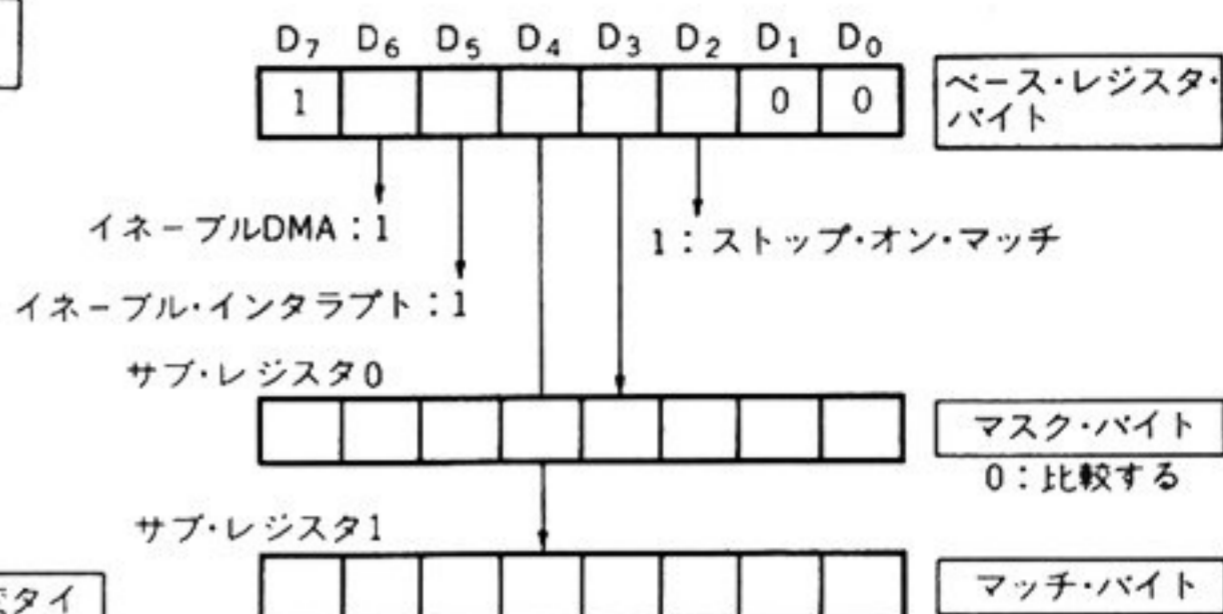 D7 D6 D5 D4 D3 D2 D1 D0
1 0 0
ベース・レジスタ・
バイト
イネーブルDMA：1
1：ストップ・オン・マッチ
イネーブル・インタラプト：1
サブ・レジスタ0
マスク・バイト
0：比較する
サブ・レジスタ1
マッチ・バイト
タイ